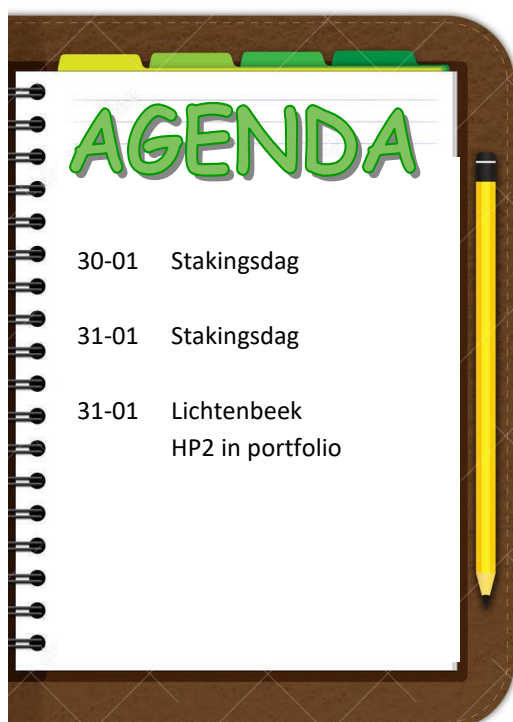 AGENDA
30-01 Stakingsdag
31-01 Stakingsdag
31-01 Lichtenbeek
HP2 in portfolio